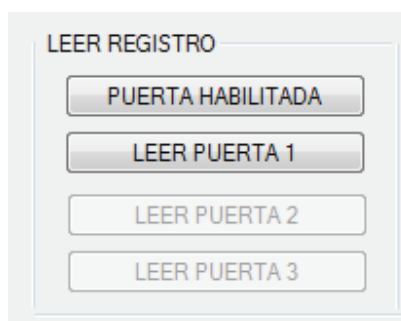 LEER REGISTRO
PUERTA HABILITADA
LEER PUERTA 1
LEER PUERTA 2
LEER PUERTA 3